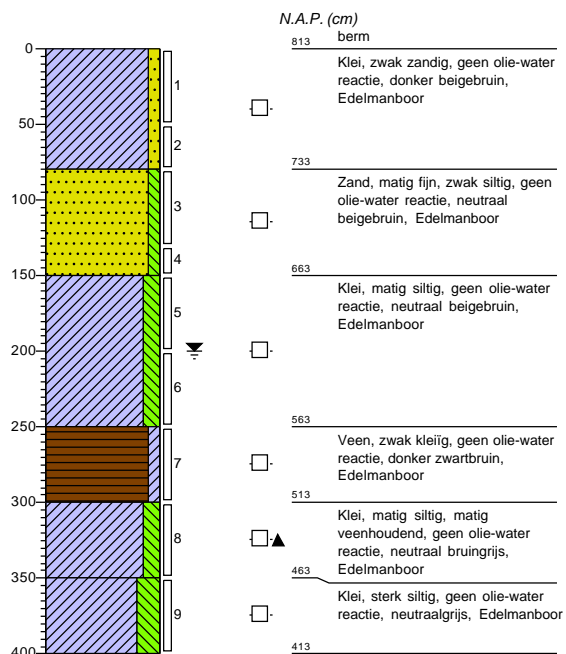 N.A.P. (cm)
813 berm
0
Klei, zwak zandig, geen olie-water
reactie, donker beigebruin,
Edelmanboor
1
50
2
733
Zand, matig fijn, zwak siltig, geen
olie-water reactie, neutraal
beigebruin, Edelmanboor
100
3
4
150
663
Klei, matig siltig, geen olie-water
reactie, neutraal beigebruin,
Edelmanboor
5
200
6
250
563
Veen, zwak kleiïg, geen olie-water
reactie, donker zwartbruin,
Edelmanboor
7
300
513
Klei, matig siltig, matig
veenhoudend, geen olie-water
reactie, neutraal bruingrijs,
Edelmanboor
8
350
463
Klei, sterk siltig, geen olie-water
reactie, neutraalgrijs, Edelmanboor
9
400
413